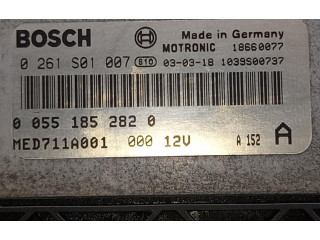 BOSCH
Made in Germany
MOTRONIC 18660077
0 261 S01 007 B10 03-03-18 1039S00737
0 055 185 282 0
MED711A001 000 12V A 152 A